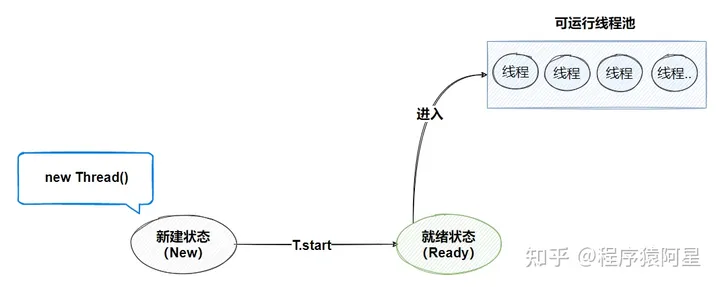 可运行线程池
线程 线程 线程 线程..
进入
new Thread()
新建状态
(New)
T.start
就绪状态
(Ready)
知乎 @程序猿阿星